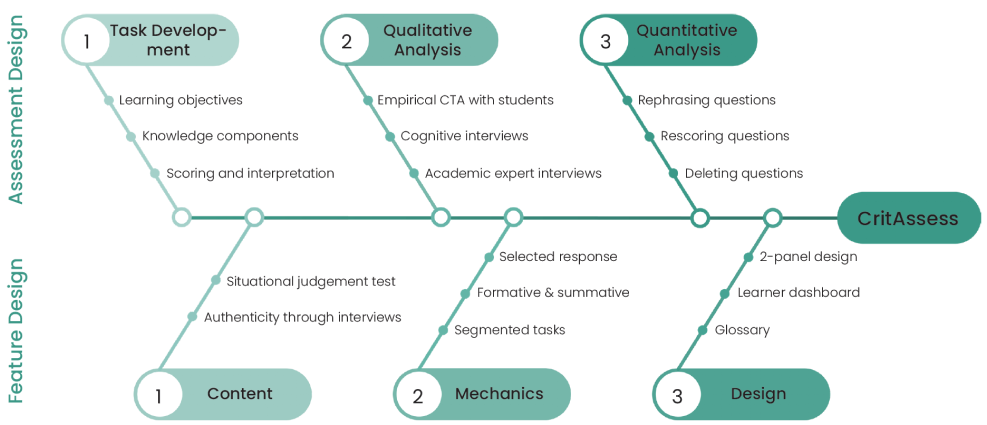 Assessment Design
1
Task Develop-
ment
2
Qualitative
Analysis
3
Quantitative
Analysis
Learning objectives
Knowledge components
Scoring and interpretation
Empirical CTA with students
Cognitive interviews
Academic expert interviews
Rephrasing questions
Rescoring questions
Deleting questions
CritAssess
Feature Design
Situational judgement test
Authenticity through interviews
1
Content
Selected response
Formative & summative
Segmented tasks
2
Mechanics
2-panel design
Learner dashboard
Glossary
3
Design